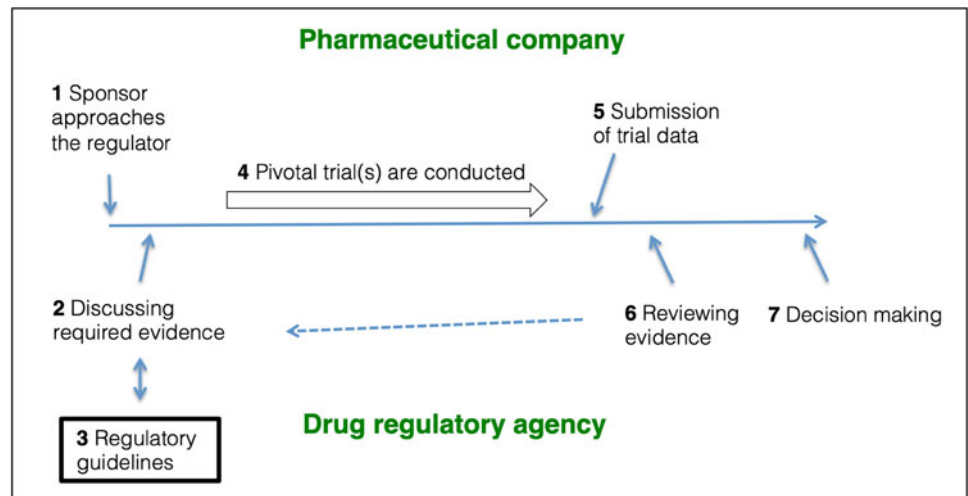 Pharmaceutical company
1 Sponsor
approaches
the regulator
5 Submission
of trial data
4 Pivotal trial(s) are conducted
2 Discussing
required evidence
6 Reviewing
evidence
7 Decision making
3 Regulatory
guidelines
Drug regulatory agency